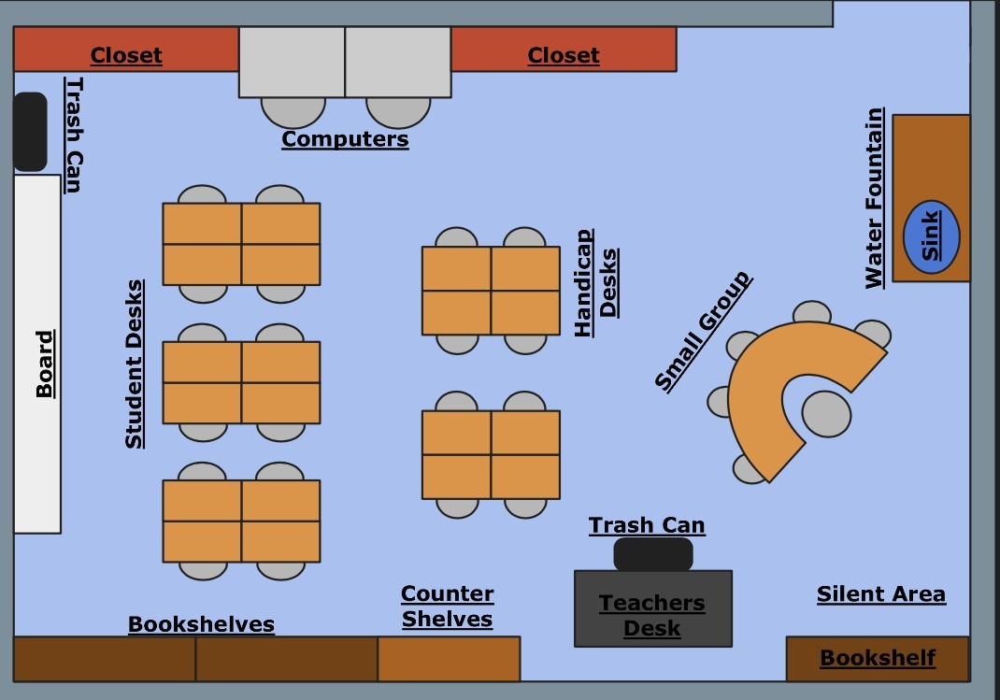 Closet
Closet
Trash Can
Computers
Water Fountain
Sink
Handicap
Desks
Small Group
Student Desks
Board
Trash Can
Counter
Shelves
Teachers
Desk
Silent Area
Bookshelves
Bookshelf